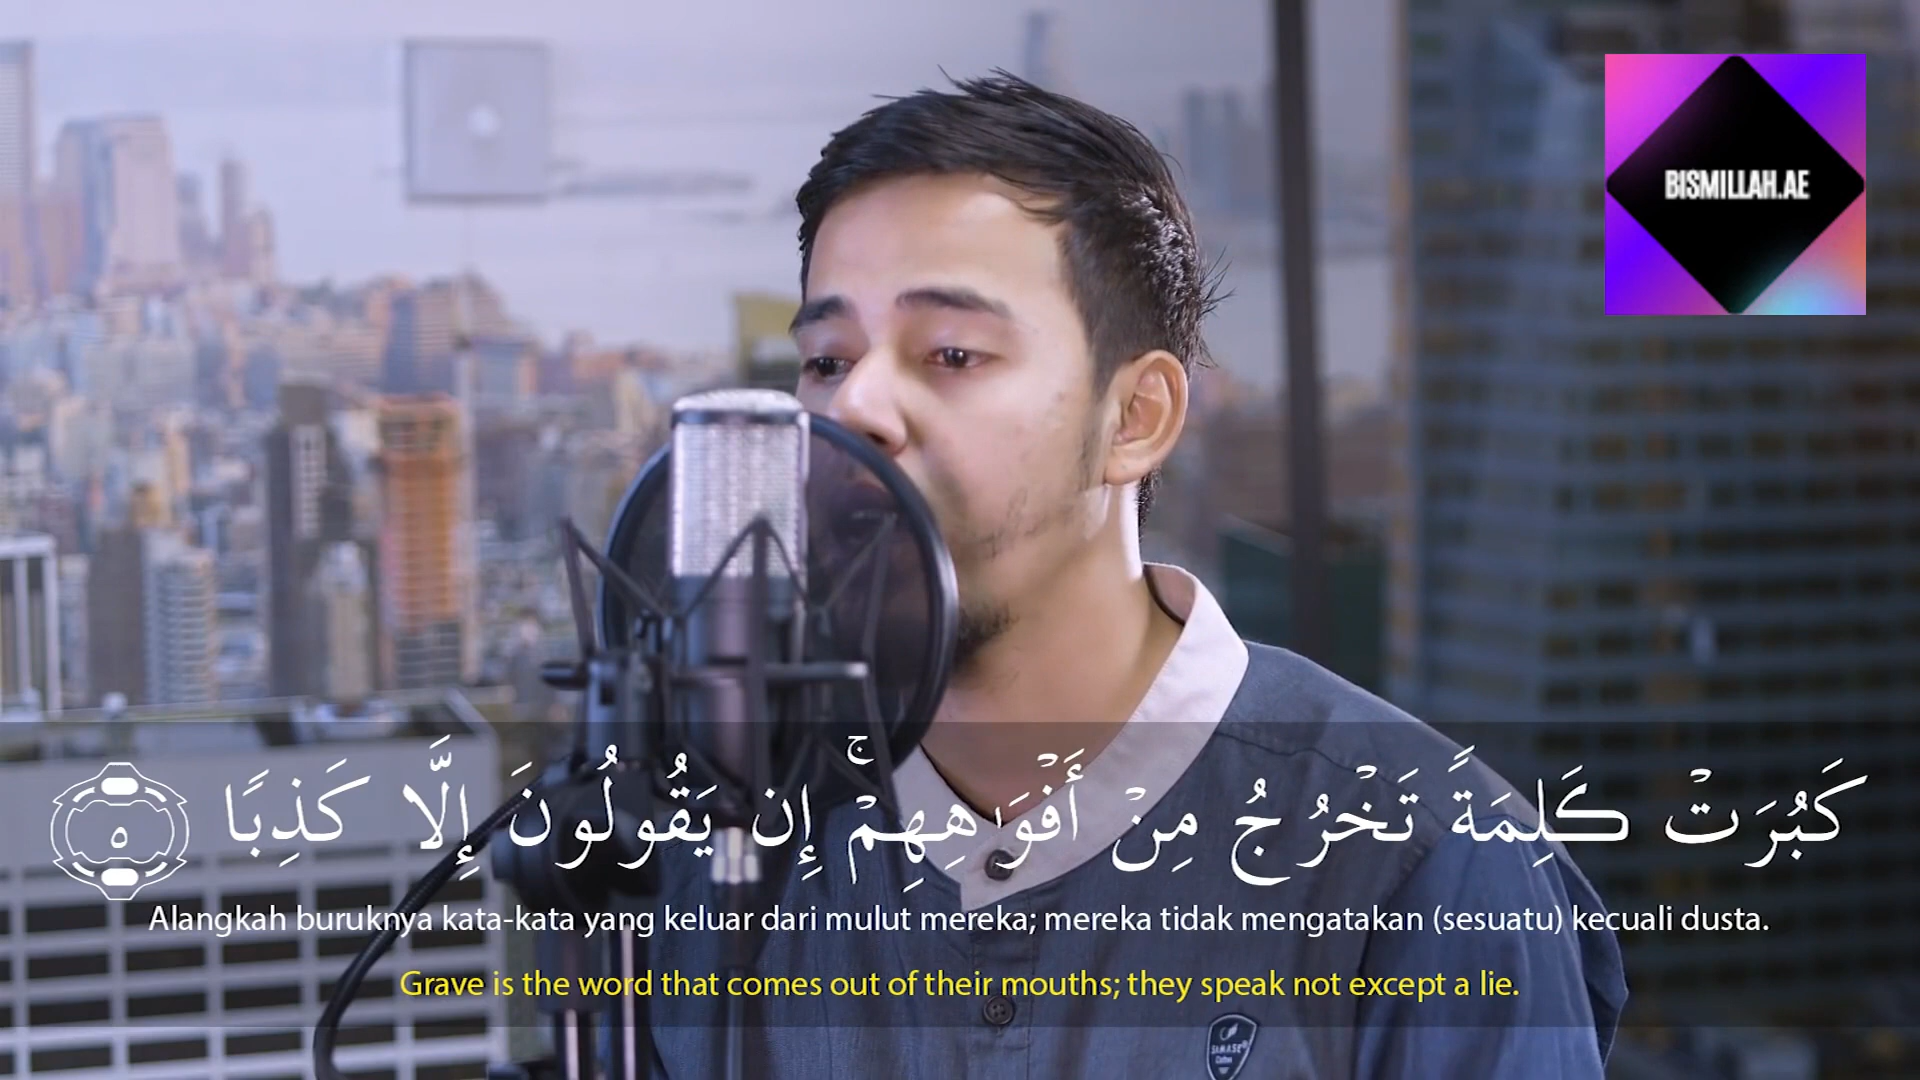 BISMILLAH.AE
كَبُرَتْ كَلِمَةً تَخْرُجُ مِنْ أَفْوَٰهِهِمْ ۚ إِن يَقُولُونَ إِلَّا كَذِبًا ٥
Alangkah buruknya kata-kata yang keluar dari mulut mereka; mereka tidak mengatakan (sesuatu) kecuali dusta.
Grave is the word that comes out of their mouths; they speak not except a lie.
SAMASE